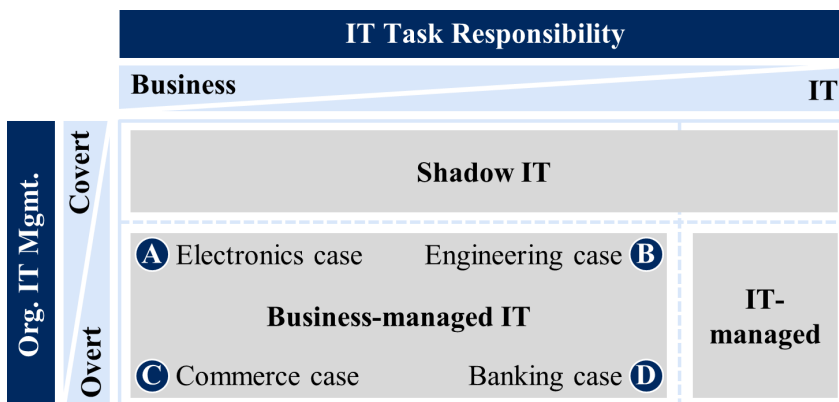 IT Task Responsibility
Business
IT
Org. IT Mgmt.
Covert
Overt
Shadow IT
A Electronics case
Engineering case B
Business-managed IT
C Commerce case
Banking case D
IT-
managed